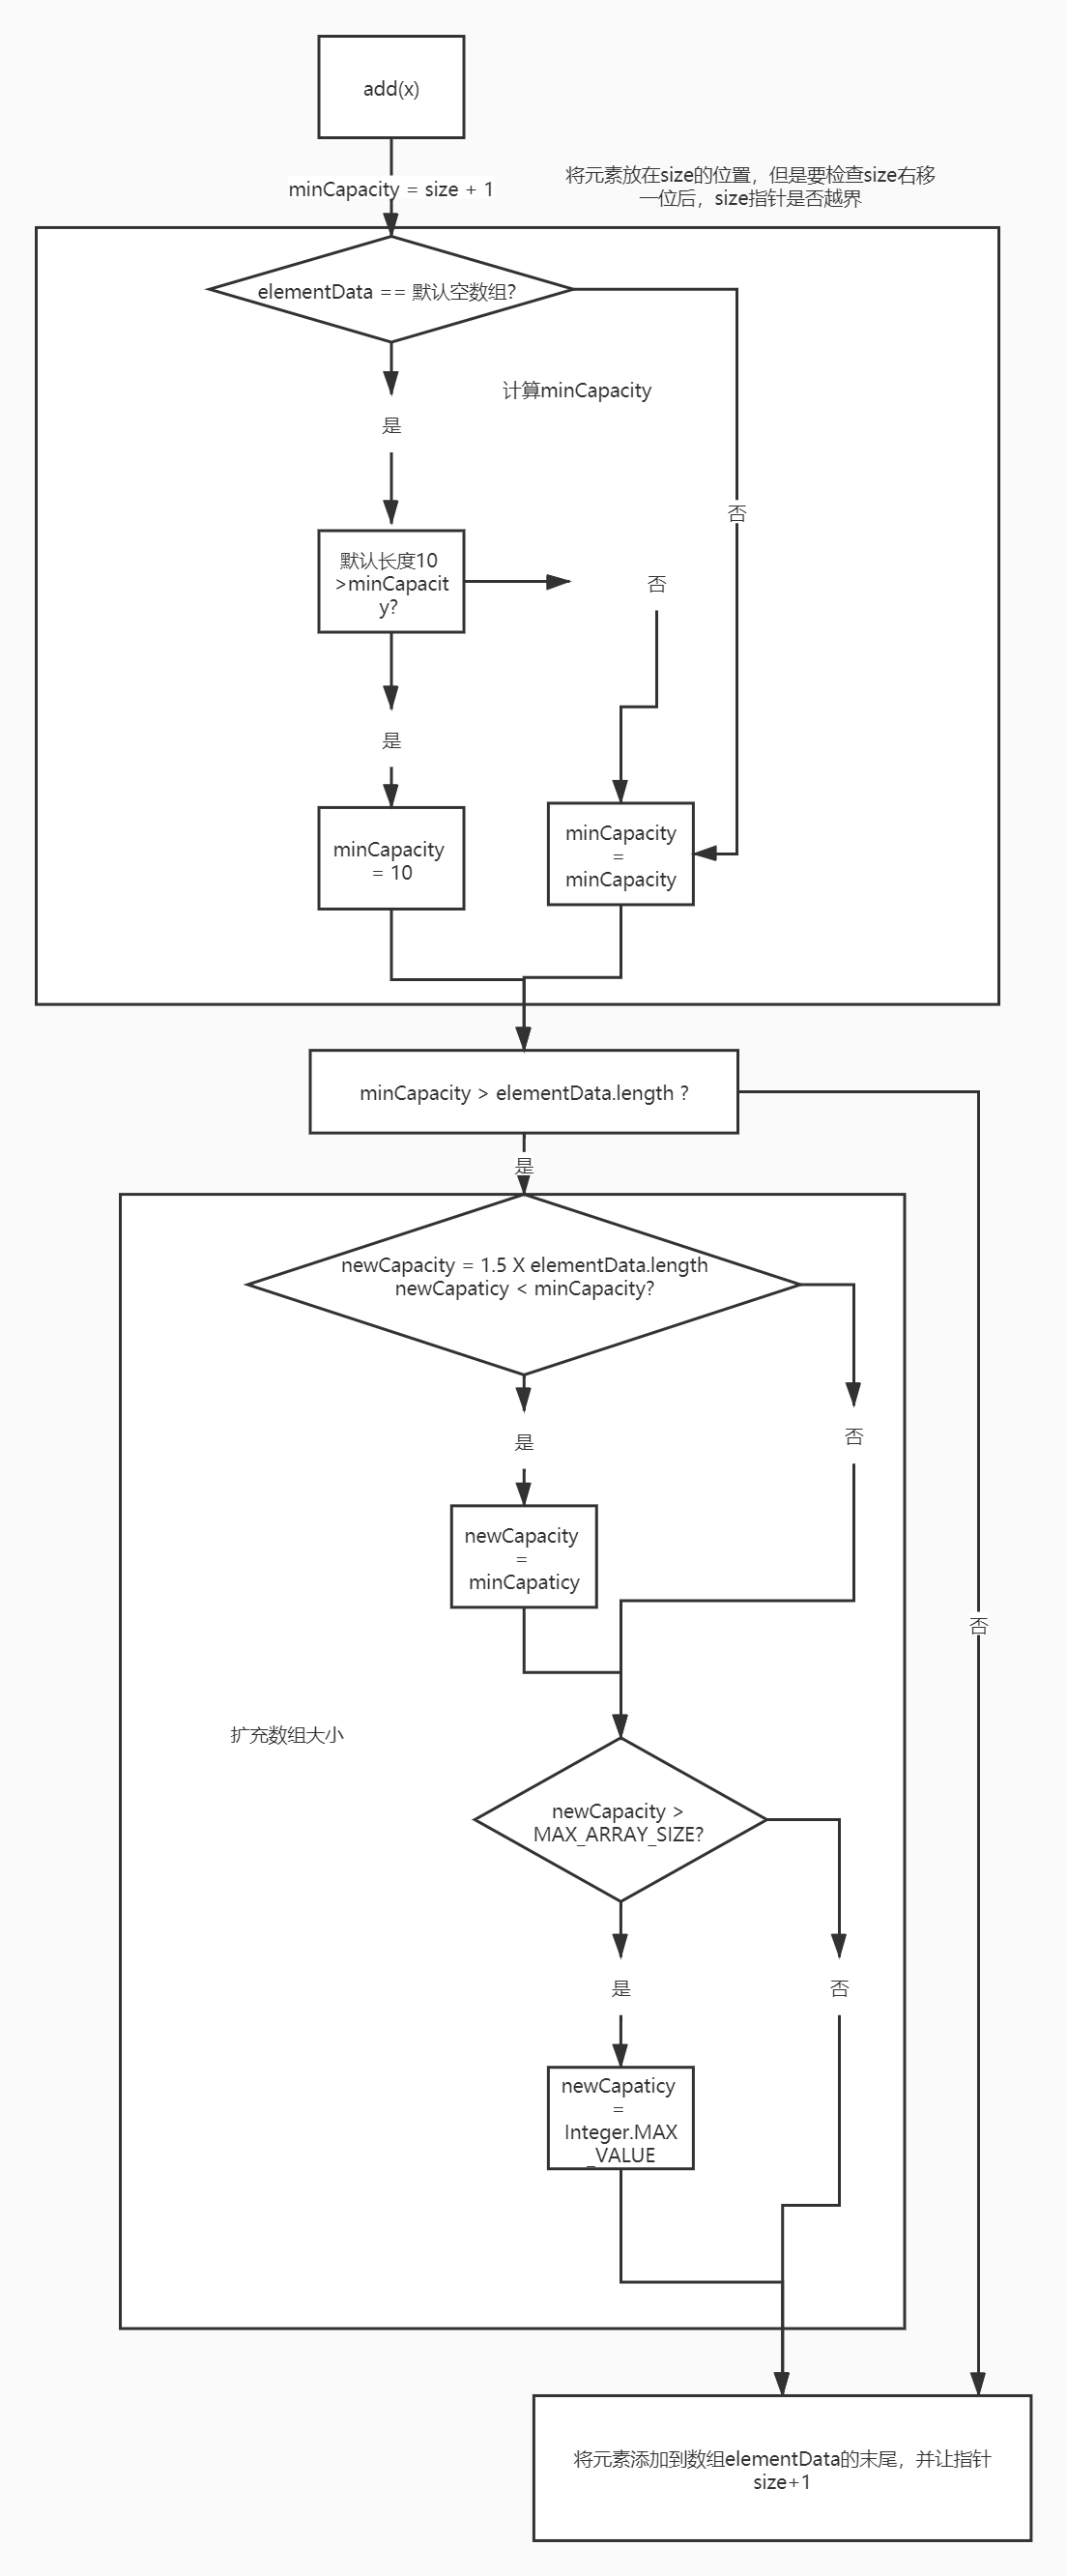 add(x)
minCapacity = size + 1
将元素放在size的位置，但是要检查size右移
一位后，size指针是否越界
elementData == 默认空数组?
计算minCapacity
是
否
默认长度10
>minCapacit
y?
否
是
minCapacity
= 10
minCapacity
=
minCapacity
minCapacity > elementData.length ?
是
newCapacity = 1.5 X elementData.length
newCapaticy < minCapacity?
是
否
newCapacity
=
minCapaticy
否
扩充数组大小
newCapacity >
MAX_ARRAY_SIZE?
是
否
newCapaticy
=
Integer.MAX
_VALUE
将元素添加到数组elementData的末尾，并让指针
size+1